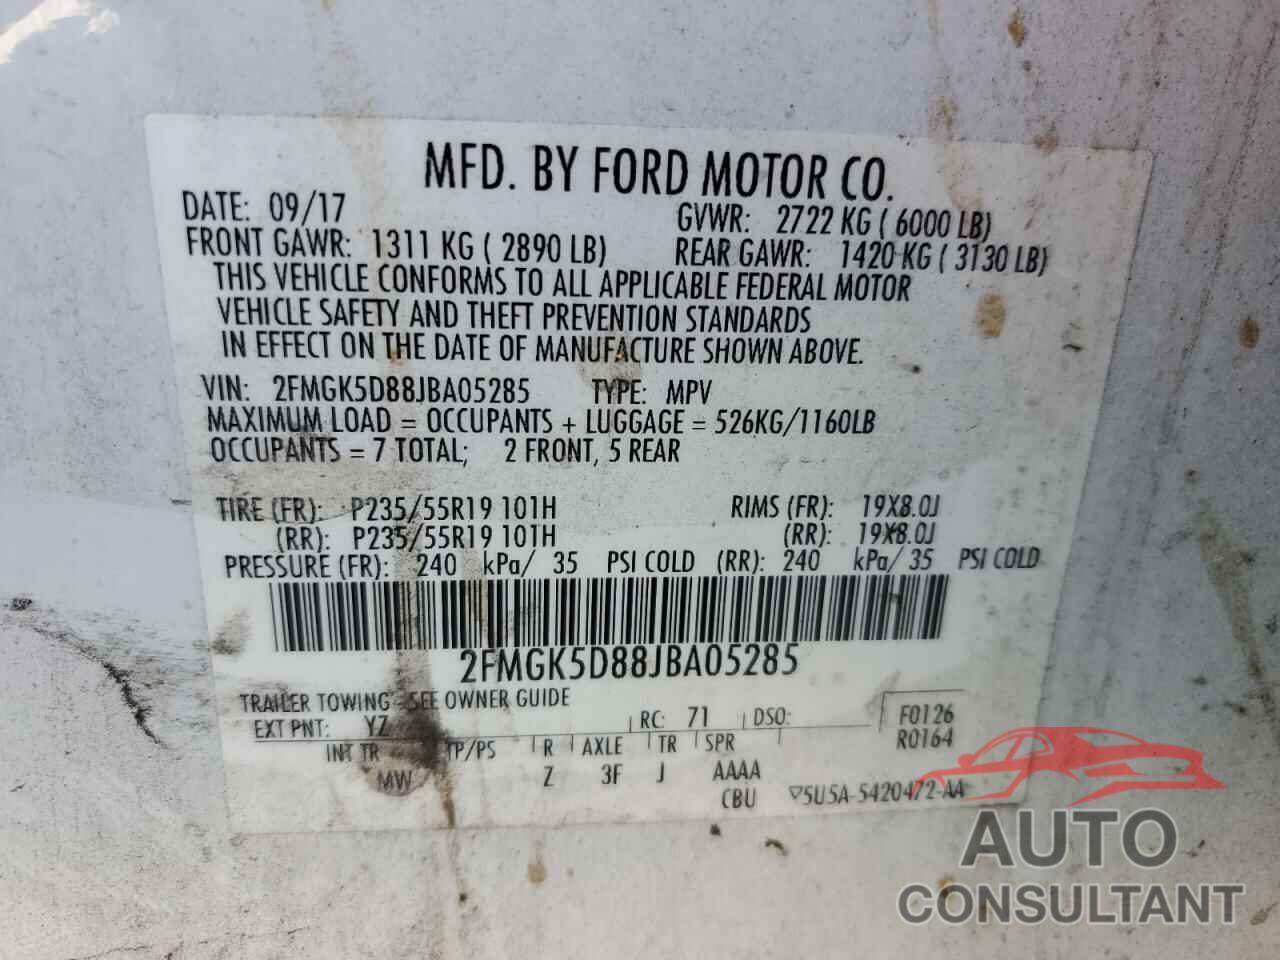 MFD. BY FORD MOTOR CO.
DATE: 09/17 GVWR: 2722 KG ( 6000 LB)
FRONT GAWR: 1311 KG ( 2890 LB) REAR GAWR: 1420 KG ( 3130 LB)
THIS VEHICLE CONFORMS TO ALL APPLICABLE FEDERAL MOTOR
VEHICLE SAFETY AND THEFT PREVENTION STANDARDS
IN EFFECT ON THE DATE OF MANUFACTURE SHOWN ABOVE.
VIN: 2FMGK5D88JBA05285 TYPE: MPV
MAXIMUM LOAD = OCCUPANTS + LUGGAGE = 526KG/1160LB
OCCUPANTS = 7 TOTAL; 2 FRONT, 5 REAR
TIRE (FR): P235/55R19 101H RIMS (FR): 19X8.0J
(RR): P235/55R19 101H (RR): 19X8.0J
PRESSURE (FR): 240 kPa/ 35 PSI COLD (RR): 240 kPa/ 35 PSI COLD
2FMGK5D88JBA05285
TRAILER TOWING - SEE OWNER GUIDE
EXT PNT: YZ RC: 71 DSO: F0126
R0164
INT TR TP/PS R AXLE TR SPR
MW Z 3F J AAAA
CBU 5U5A-5420472-AA
AUTO
CONSULTANT